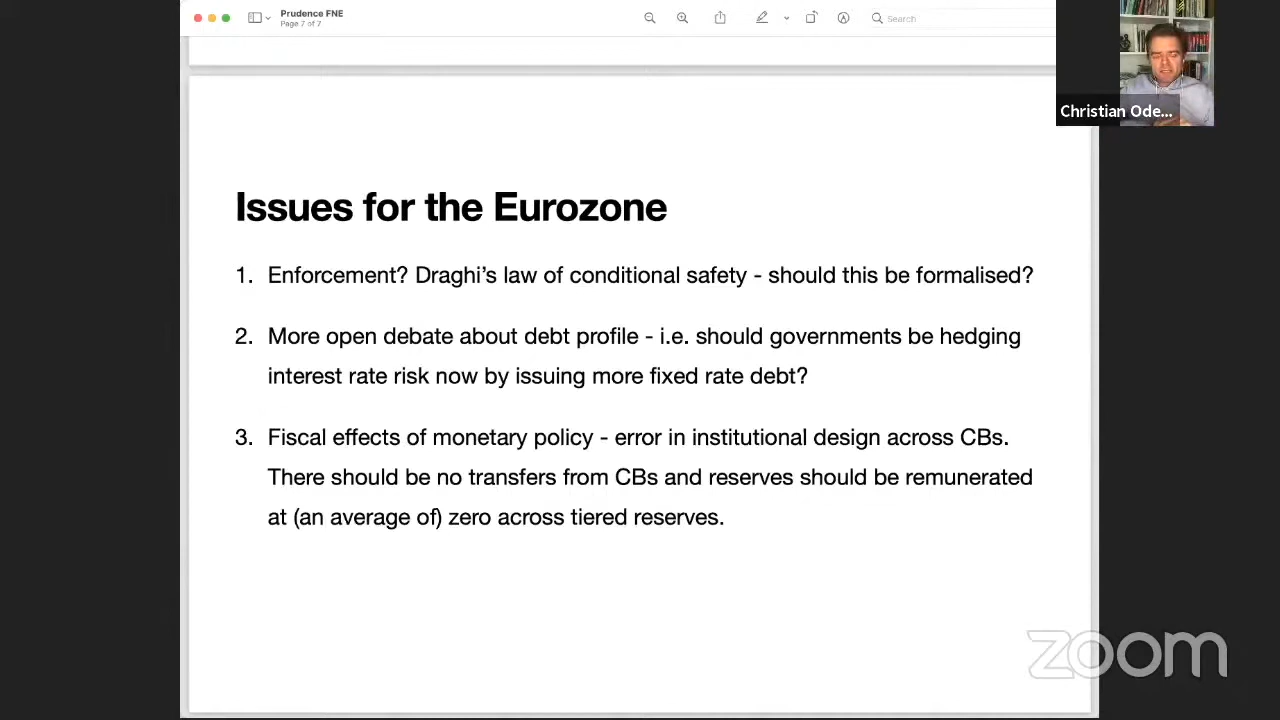 Prudence FNE
Page 7 of 7
Search
Christian Ode...
Issues for the Eurozone
1. Enforcement? Draghi’s law of conditional safety - should this be formalised?
2. More open debate about debt profile - i.e. should governments be hedging
interest rate risk now by issuing more fixed rate debt?
3. Fiscal effects of monetary policy - error in institutional design across CBs.
There should be no transfers from CBs and reserves should be remunerated
at (an average of) zero across tiered reserves.
zoom